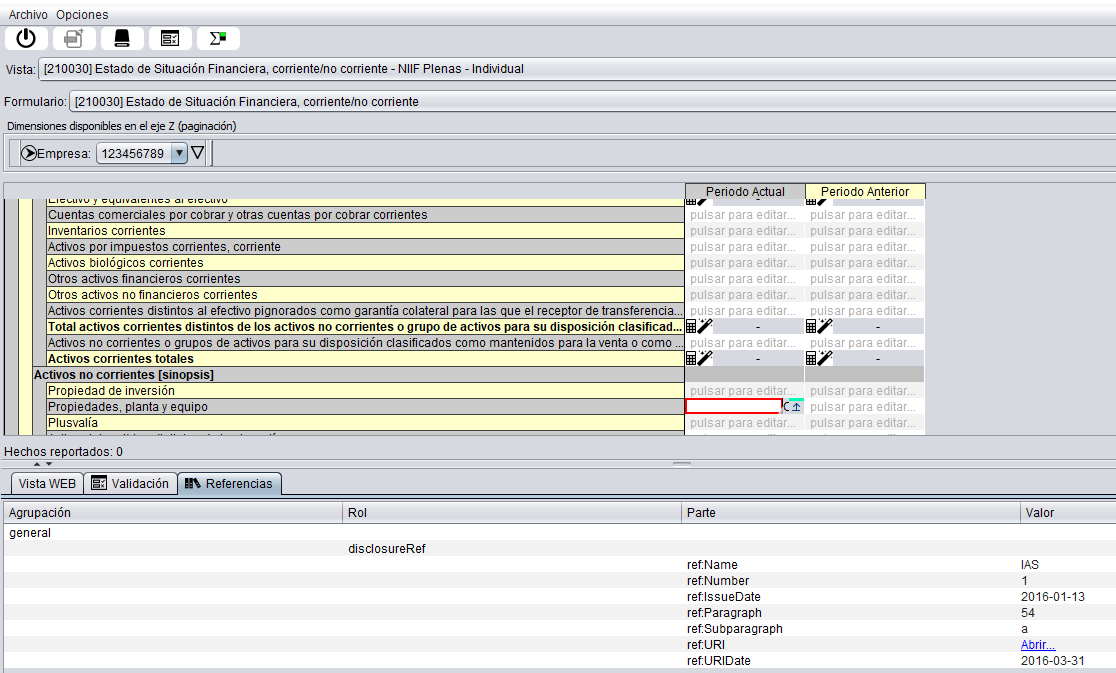 Archivo Opciones
Vista: [210030] Estado de Situación Financiera, corriente/no corriente - NIIF Plenas - Individual
Formulario: [210030] Estado de Situación Financiera, corriente/no corriente
Dimensiones disponibles en el eje Z (paginación)
Empresa: 123456789
Periodo Actual Periodo Anterior
Efectivo y equivalentes al efectivo
Cuentas comerciales por cobrar y otras cuentas por cobrar corrientes pulsar para editar... pulsar para editar...
Inventarios corrientes pulsar para editar... pulsar para editar...
Activos por impuestos corrientes, corriente pulsar para editar... pulsar para editar...
Activos biológicos corrientes pulsar para editar... pulsar para editar...
Otros activos financieros corrientes pulsar para editar... pulsar para editar...
Otros activos no financieros corrientes pulsar para editar... pulsar para editar...
Activos corrientes distintos al efectivo pignorados como garantía colateral para las que el receptor de transferencia... pulsar para editar... pulsar para editar...
Total activos corrientes distintos de los activos no corrientes o grupo de activos para su disposición clasificad... - -
Activos no corrientes o grupos de activos para su disposición clasificados como mantenidos para la venta o como ... pulsar para editar... pulsar para editar...
Activos corrientes totales - -
Activos no corrientes [sinopsis]
Propiedad de inversión pulsar para editar... pulsar para editar...
Propiedades, planta y equipo pulsar para editar...
Plusvalía pulsar para editar... pulsar para editar...
Hechos reportados: 0
Vista WEB Validación Referencias
Agrupación Rol Parte Valor
general
disclosureRef
ref:Name IAS
ref:Number 1
ref:IssueDate 2016-01-13
ref:Paragraph 54
ref:Subparagraph a
ref:URI Abrir...
ref:URIDate 2016-03-31